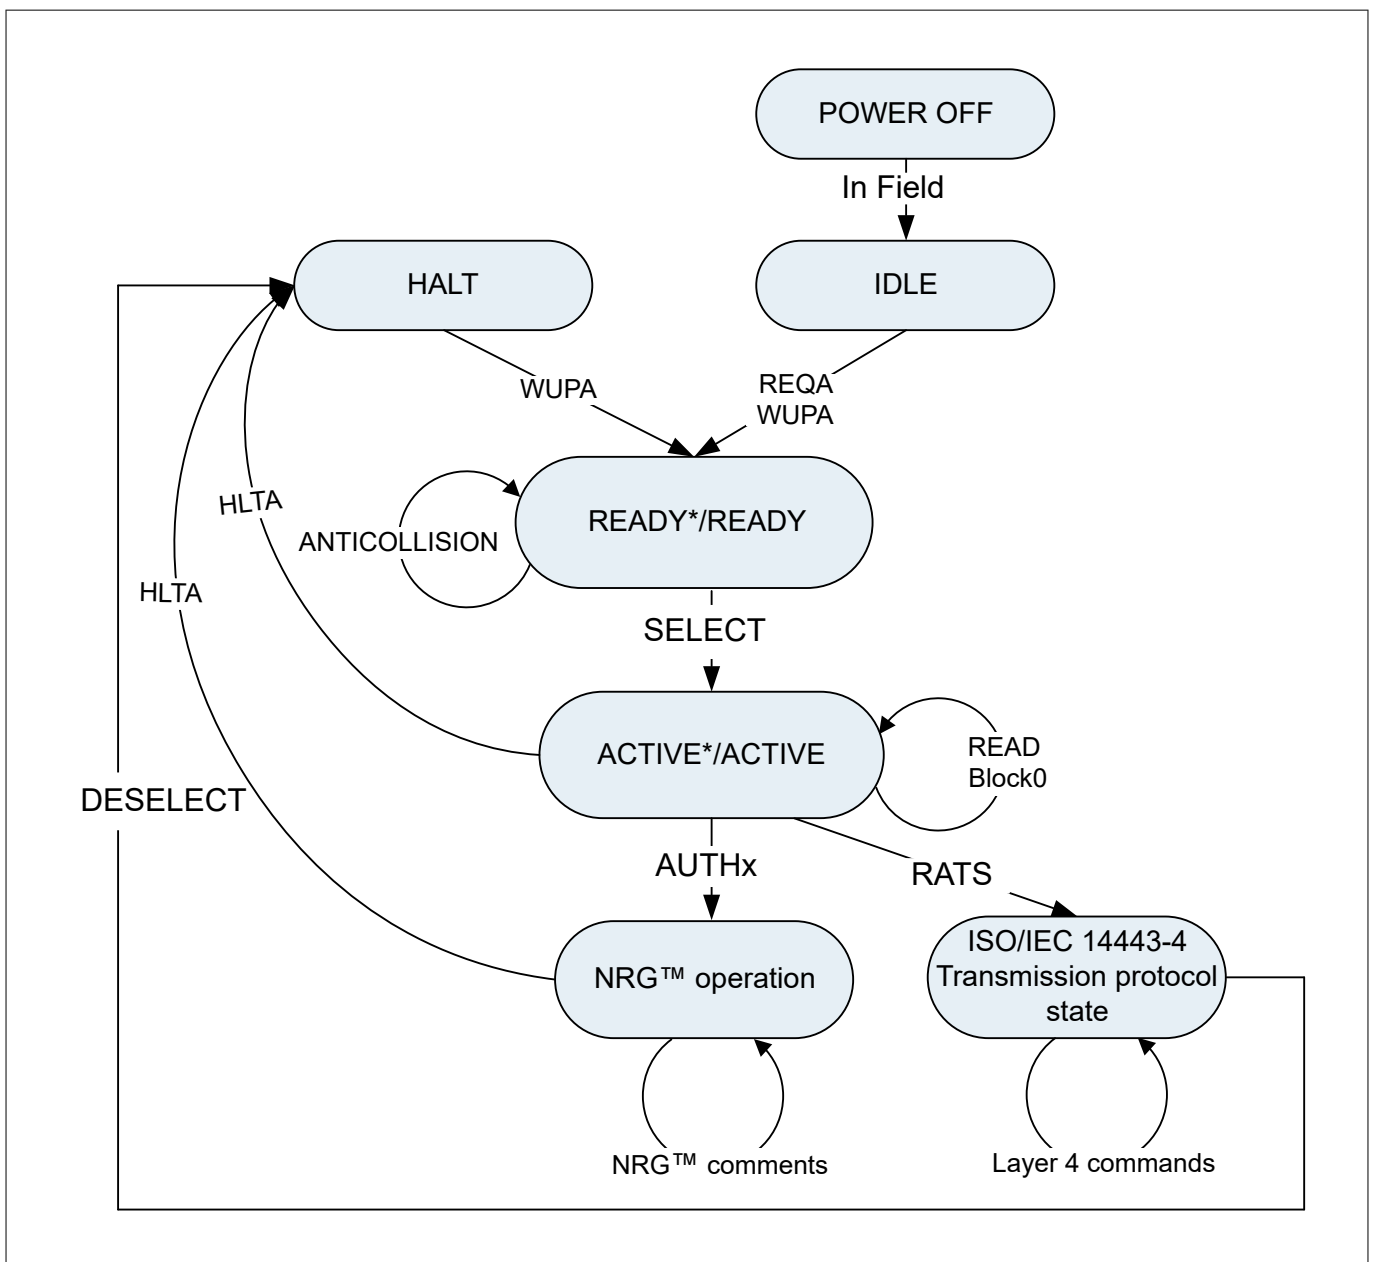 POWER OFF
In Field
HALT
IDLE
WUPA
REQA
WUPA
HLTA
ANTICOLLISION
READY*/READY
HLTA
SELECT
ACTIVE*/ACTIVE
READ
Block0
DESELECT
AUTHx
RATS
NRG™ operation
ISO/IEC 14443-4
Transmission protocol
state
NRG™ comments
Layer 4 commands